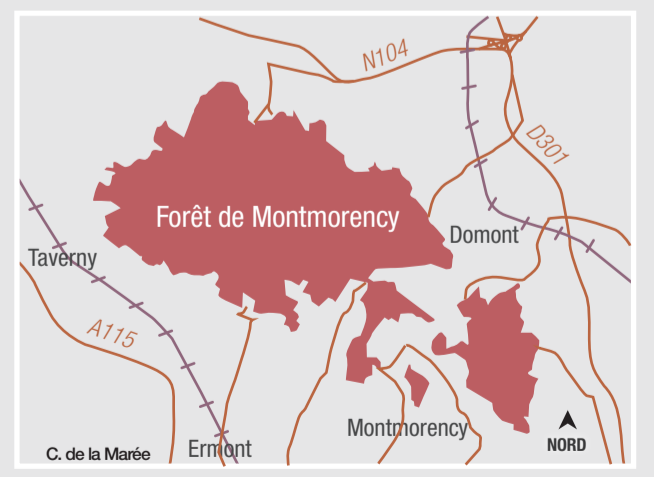 N104
D301
Forêt de Montmorency
Domont
Taverny
A115
Montmorency
NORD
C. de la Marée
Ermont